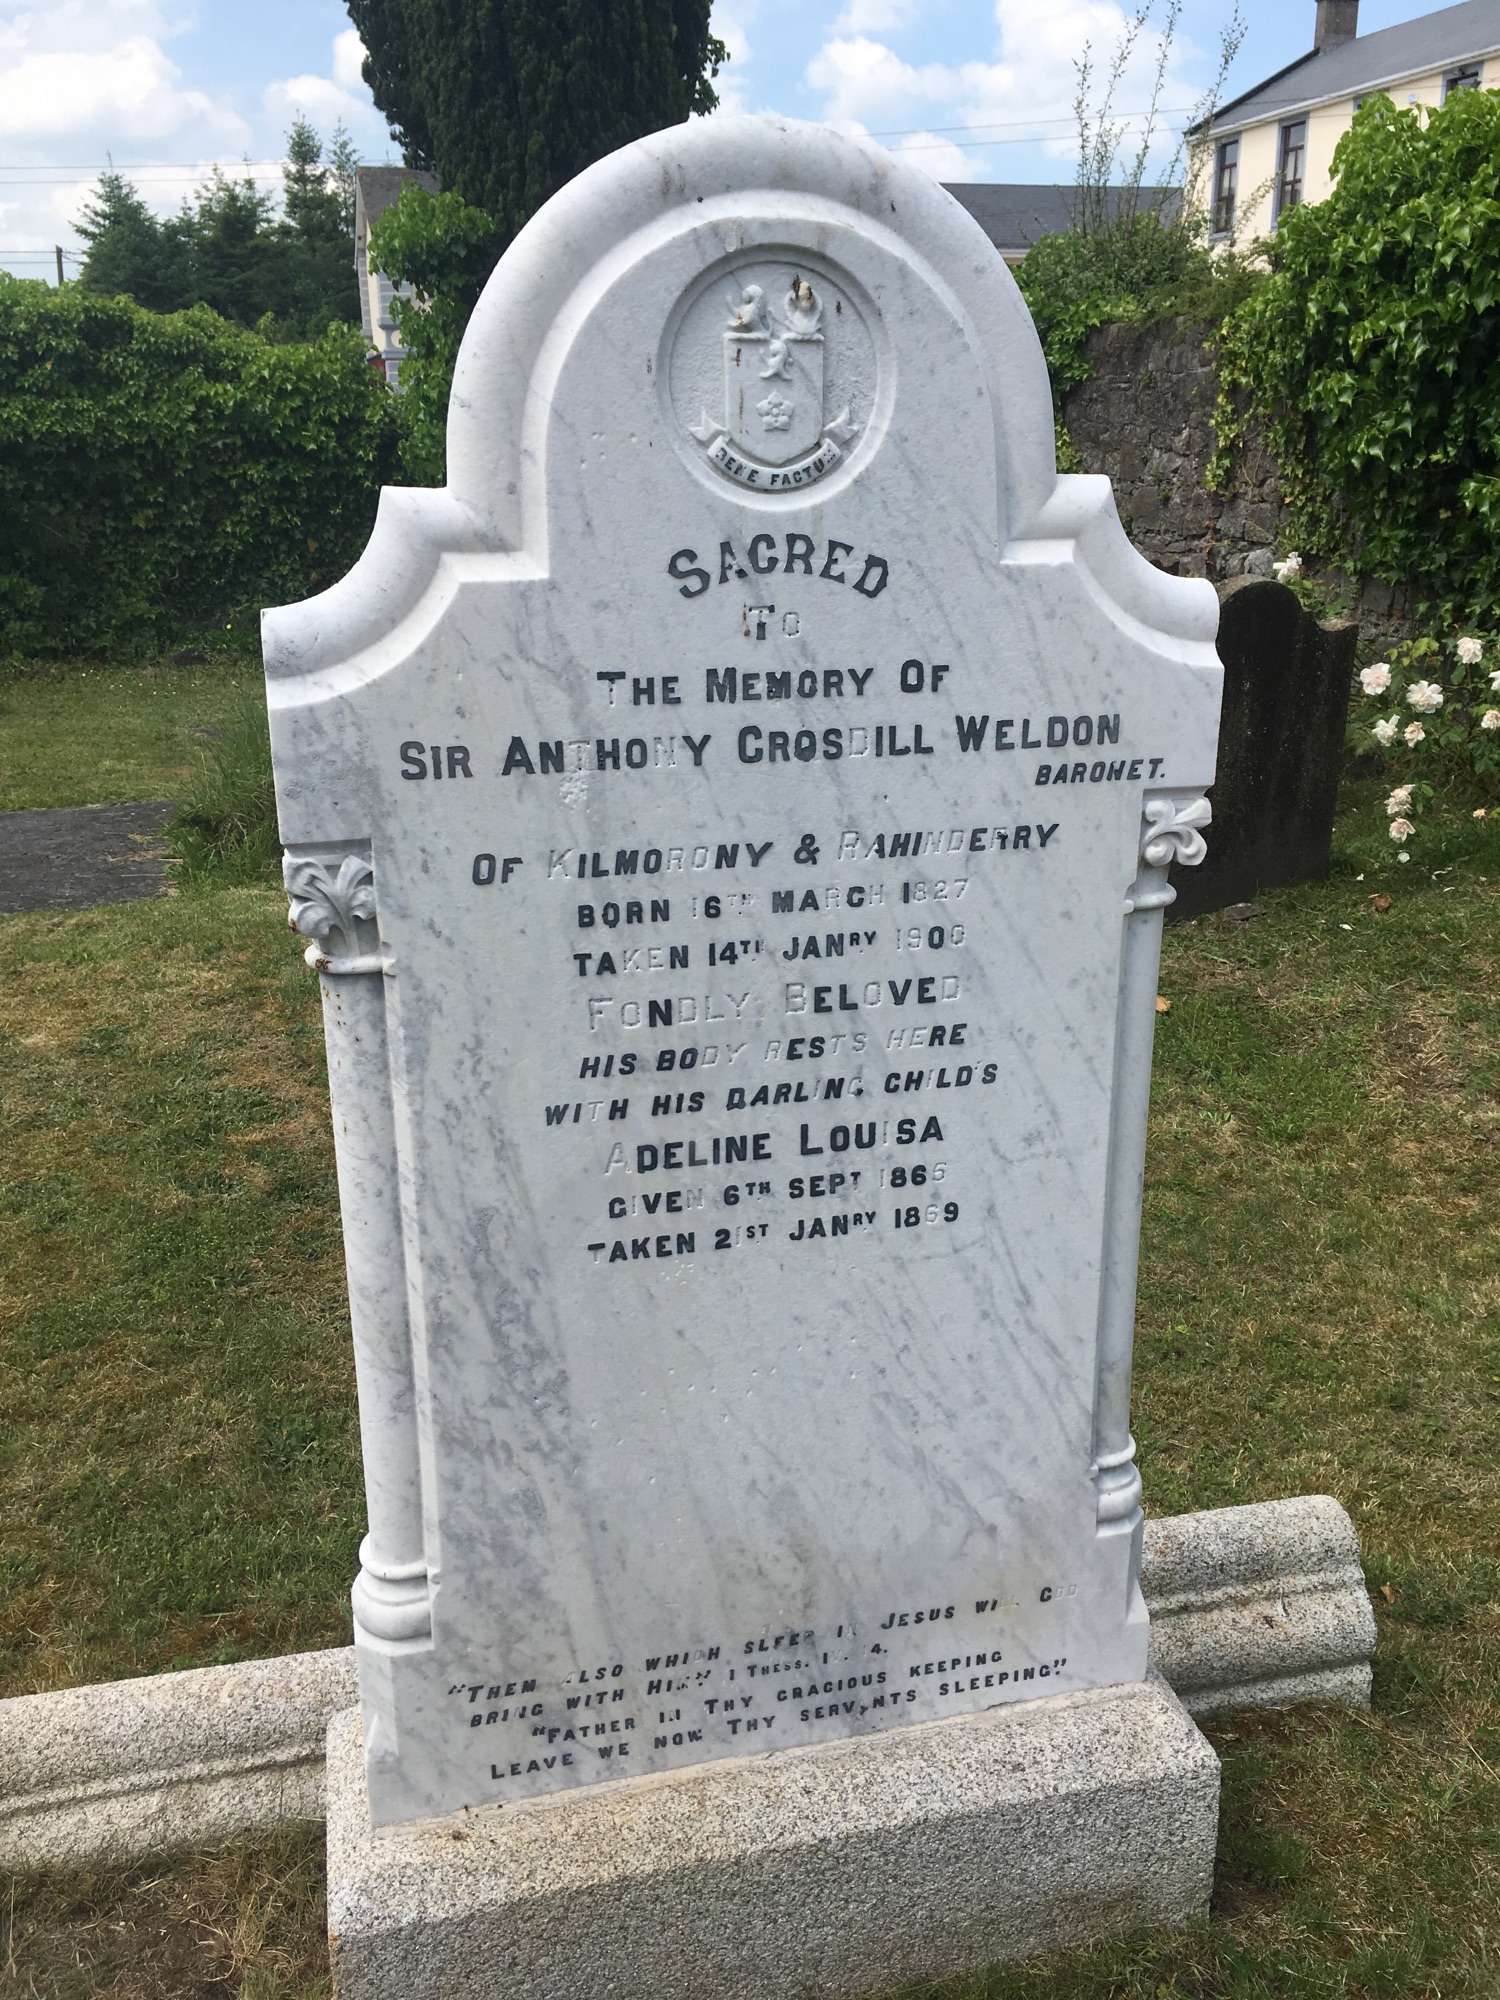 BENE FACTUM
SACRED
TO
THE MEMORY OF
SIR ANTHONY CROSDILL WELDON
BARONET.
OF KILMORONY & RAHINDERRY
BORN 16TH MARCH 1827
TAKEN 14TH JANRY 1900
FONDLY BELOVED
HIS BODY RESTS HERE
WITH HIS DARLING CHILD'S
ADELINE LOUISA
GIVEN 6TH SEPT 1865
TAKEN 21ST JANRY 1869
"THEM ALSO WHICH SLEEP IN JESUS WILL GOD
BRING WITH HIM" I THESS. IV. 14.
"FATHER IN THY GRACIOUS KEEPING
LEAVE WE NOW THY SERVANTS SLEEPING."